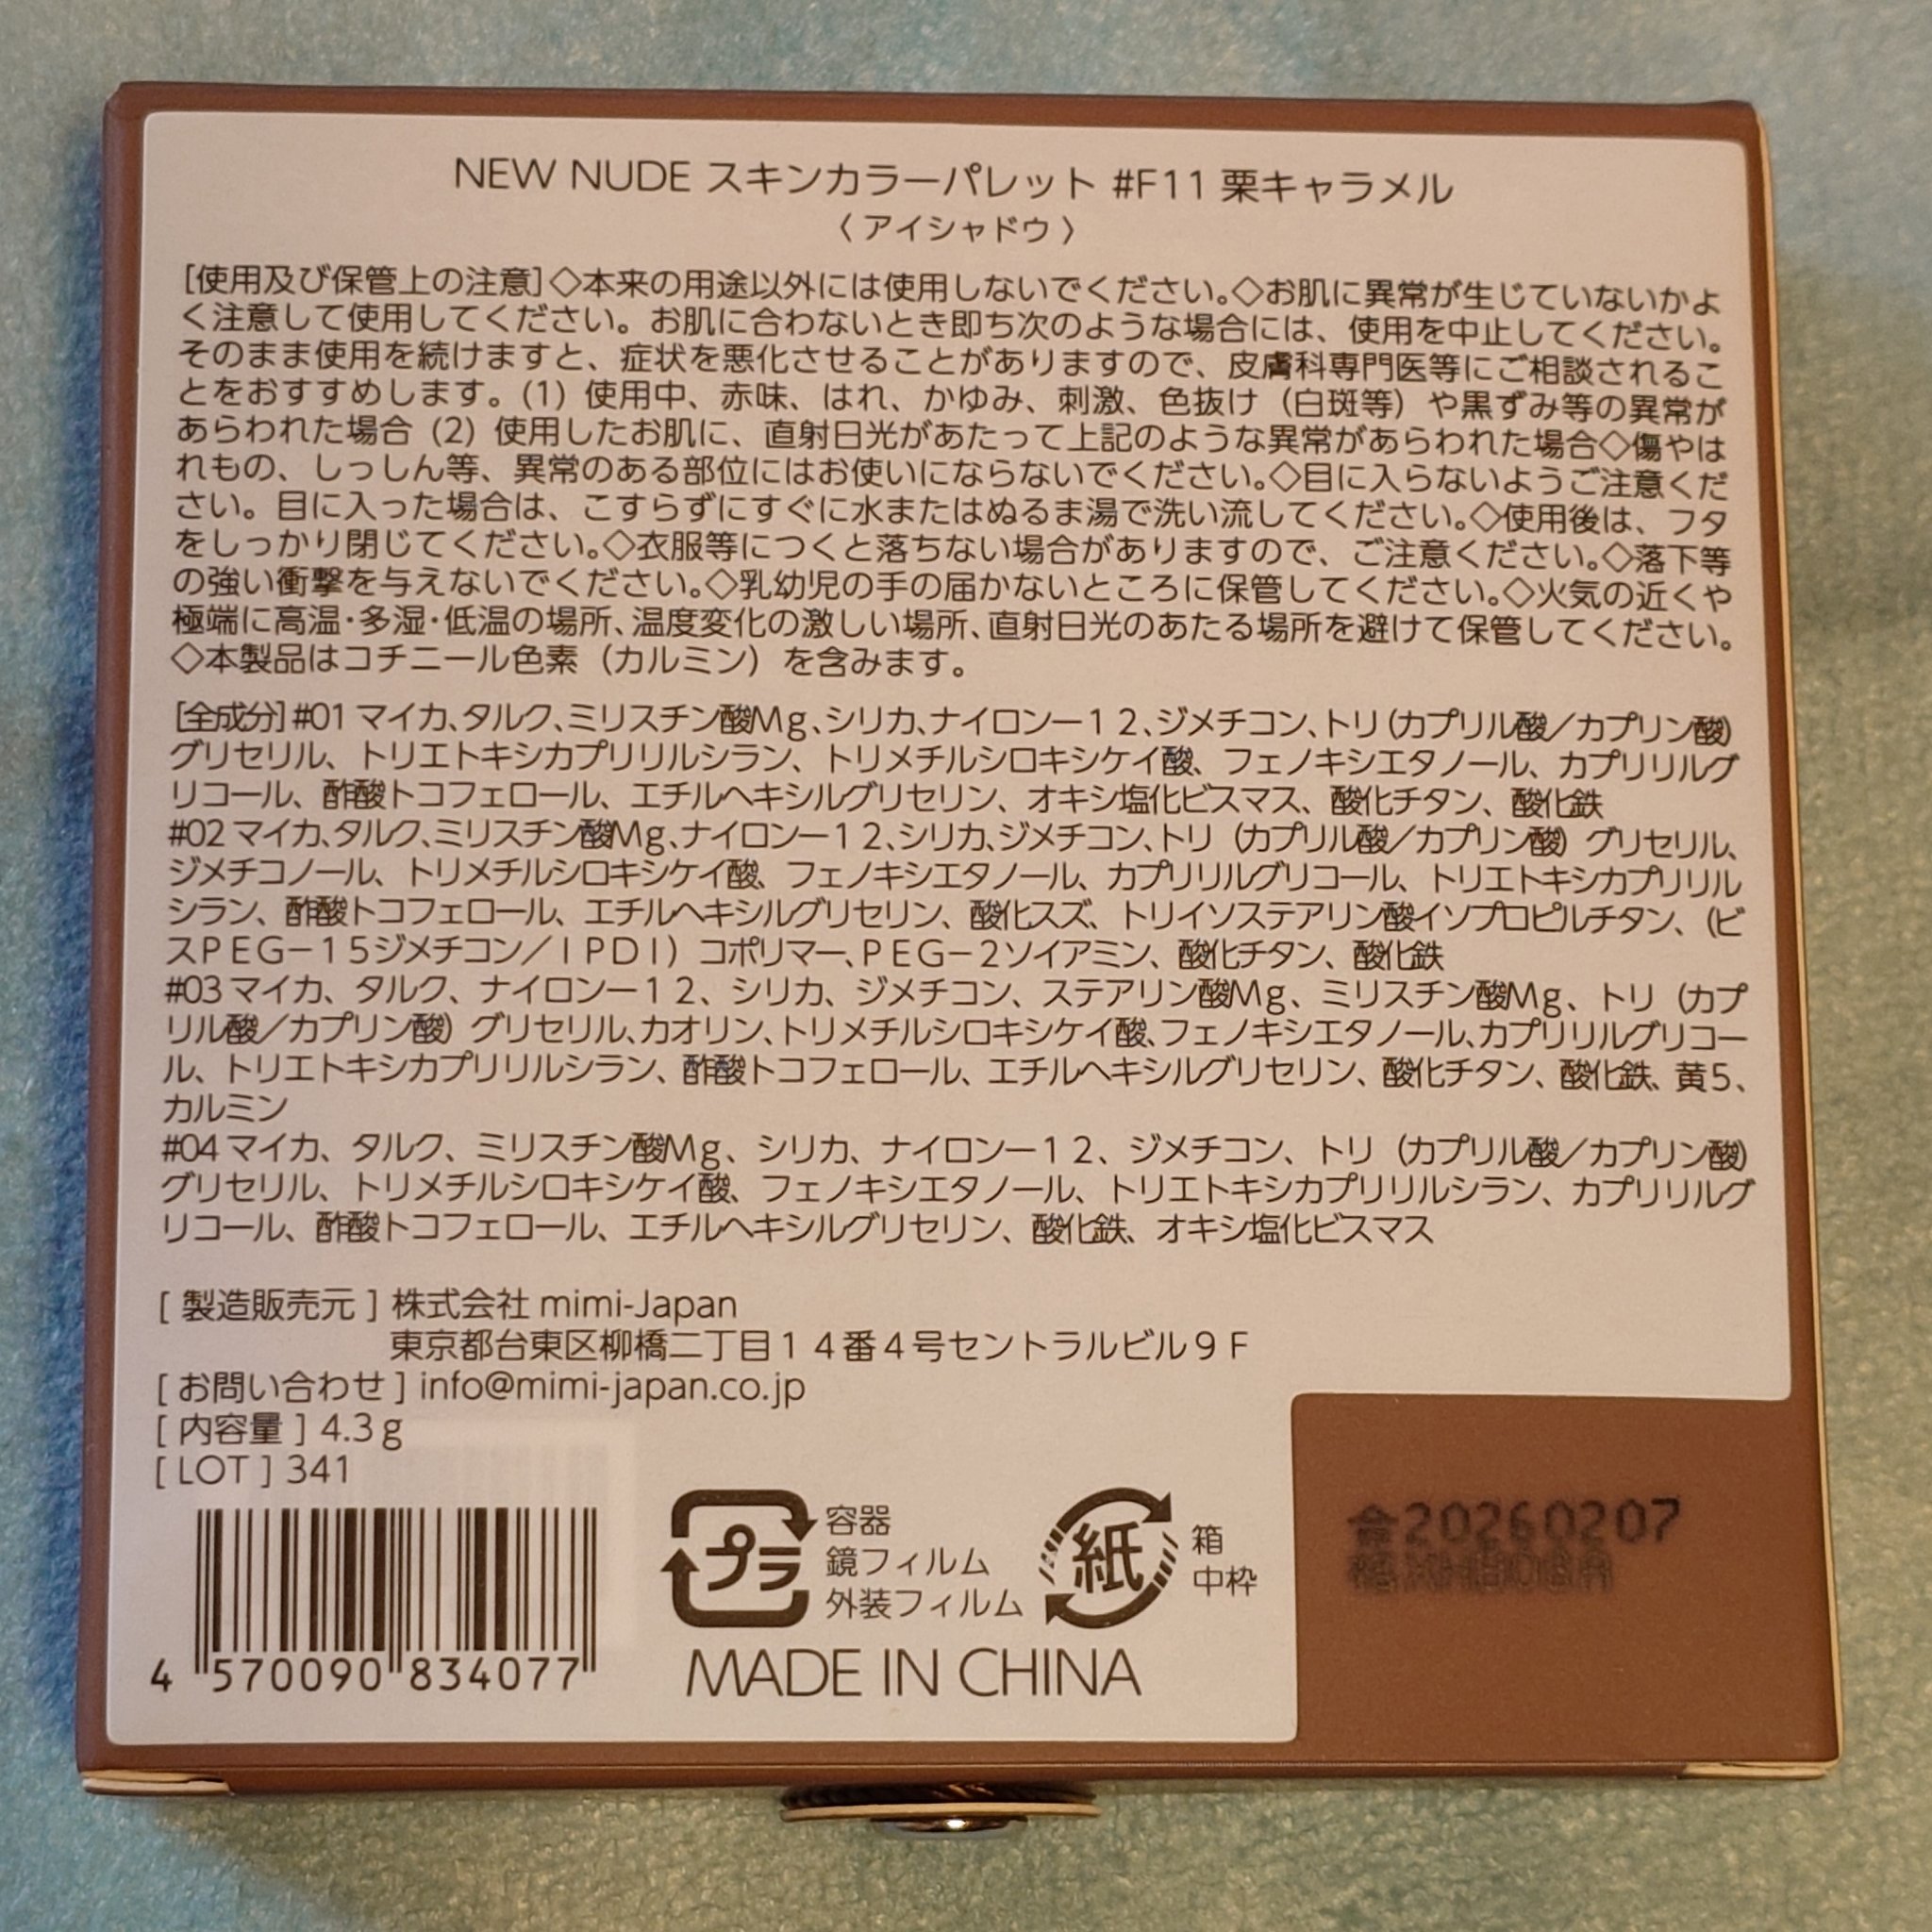 NEW NUDE スキンカラーパレット #F11 栗キャラメル
〈 アイシャドウ 〉
[使用及び保管上の注意]◇本来の用途以外には使用しないでください。◇お肌に異常が生じていないかよ
く注意して使用してください。お肌に合わないとき即ち次のような場合には、使用を中止してください。
そのまま使用を続けますと、症状を悪化させることがありますので、皮膚科専門医等にご相談されるこ
とをおすすめします。(1) 使用中、赤味、はれ、かゆみ、刺激、色抜け（白斑等）や黒ずみ等の異常が
あらわれた場合 (2) 使用したお肌に、直射日光があたって上記のような異常があらわれた場合◇傷やは
れもの、しっしん等、異常のある部位にはお使いにならないでください。◇目に入らないようご注意くだ
さい。目に入った場合は、こすらずにすぐに水またはぬるま湯で洗い流してください。◇使用後は、フタ
をしっかり閉じてください。◇衣服等につくと落ちない場合がありますので、ご注意ください。◇落下等
の強い衝撃を与えないでください。◇乳幼児の手の届かないところに保管してください。◇火気の近くや
極端に高温・多湿・低温の場所、温度変化の激しい場所、直射日光のあたる場所を避けて保管してください。
◇本製品はコチニール色素（カルミン）を含みます。
[全成分]#01 マイカ、タルク、ミリスチン酸Mg、シリカ、ナイロンー１２、ジメチコン、トリ（カプリル酸／カプリン酸）
グリセリル、トリエトキシカプリリルシラン、トリメチルシロキシケイ酸、フェノキシエタノール、カプリリルグ
リコール、酢酸トコフェロール、エチルヘキシルグリセリン、オキシ塩化ビスマス、酸化チタン、酸化鉄
#02 マイカ、タルク、ミリスチン酸Mg、ナイロンー１２、シリカ、ジメチコン、トリ（カプリル酸／カプリン酸）グリセリル、
ジメチコノール、トリメチルシロキシケイ酸、フェノキシエタノール、カプリリルグリコール、トリエトキシカプリリル
シラン、酢酸トコフェロール、エチルヘキシルグリセリン、酸化スズ、トリイソステアリン酸イソプロピルチタン、（ビ
スＰＥＧ－１５ジメチコン／ＩＰＤＩ）コポリマー、ＰＥＧ－２ソイアミン、酸化チタン、酸化鉄
#03 マイカ、タルク、ナイロンー１２、シリカ、ジメチコン、ステアリン酸Mg、ミリスチン酸Mg、トリ（カプ
リル酸／カプリン酸）グリセリル、カオリン、トリメチルシロキシケイ酸、フェノキシエタノール、カプリリルグリコー
ル、トリエトキシカプリリルシラン、酢酸トコフェロール、エチルヘキシルグリセリン、酸化チタン、酸化鉄、黄５、
カルミン
#04 マイカ、タルク、ミリスチン酸Mg、シリカ、ナイロンー１２、ジメチコン、トリ（カプリル酸／カプリン酸）
グリセリル、トリメチルシロキシケイ酸、フェノキシエタノール、トリエトキシカプリリルシラン、カプリリルグ
リコール、酢酸トコフェロール、エチルヘキシルグリセリン、酸化鉄、オキシ塩化ビスマス
[ 製造販売元 ] 株式会社 mimi-Japan
東京都台東区柳橋二丁目１４番４号セントラルビル９Ｆ
[ お問い合わせ ] info@mimi-japan.co.jp
[ 内容量 ] 4.3 g
[ LOT ] 341
4 570090 834077
プラ
容器
鏡フィルム
外装フィルム
紙
箱
中枠
MADE IN CHINA
20260207